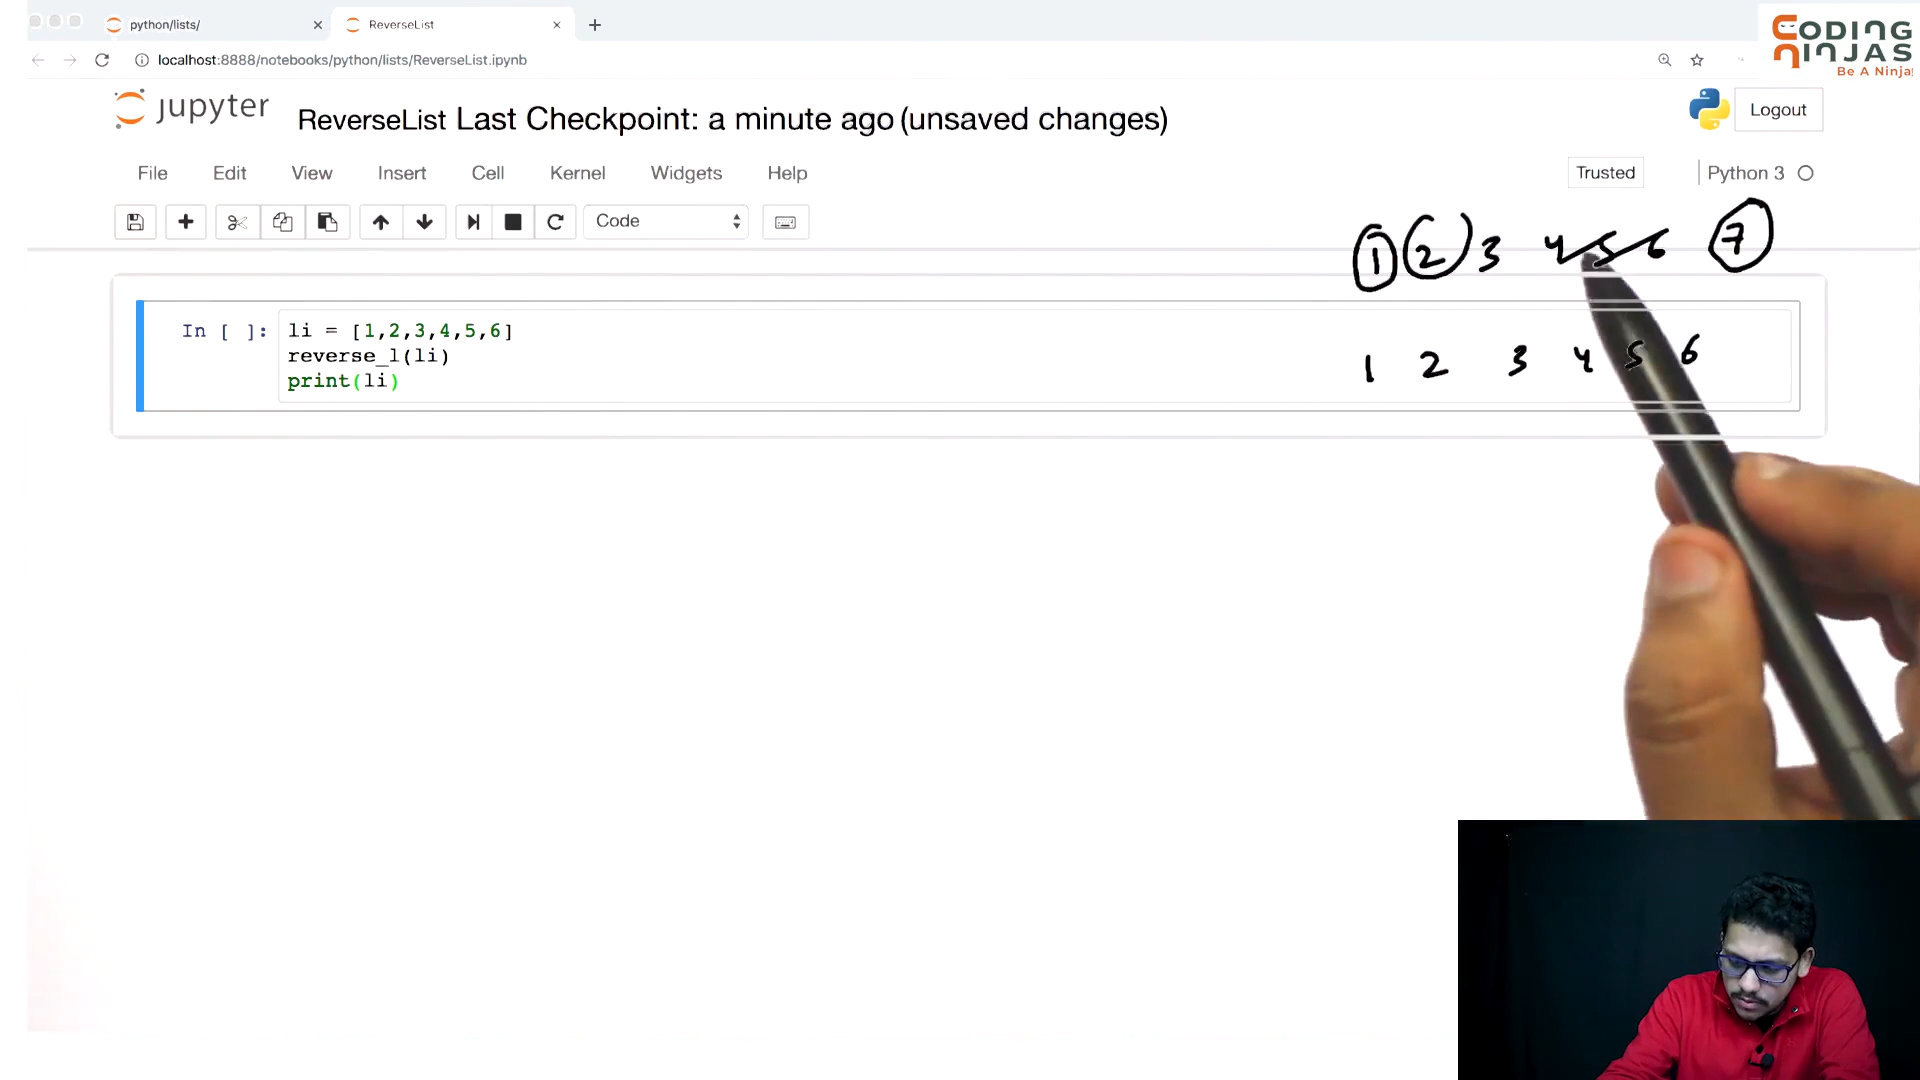 python/lists/
ReverseList
CODING NINJAS
Be A Ninja!
localhost:8888/notebooks/python/lists/ReverseList.ipynb
jupyter
ReverseList Last Checkpoint: a minute ago (unsaved changes)
Logout
File Edit View Insert Cell Kernel Widgets Help
Trusted
Python 3
Code
1 2 3 4 5 6 7
In [ ]:
li = [1,2,3,4,5,6]
reverse_l(li)
print(li)
1 2 3 4 5 6